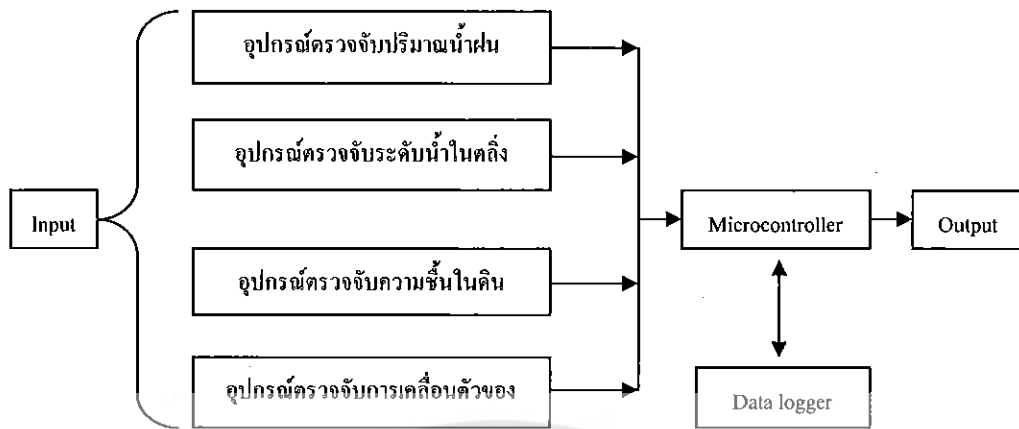 อุปกรณ์ตรวจจับปริมาณน้ำฝน
อุปกรณ์ตรวจจับระดับน้ำในตลิ่ง
Input
Microcontroller
Output
อุปกรณ์ตรวจจับความชื้นในดิน
อุปกรณ์ตรวจจับการเคลื่อนตัวของ
Data logger